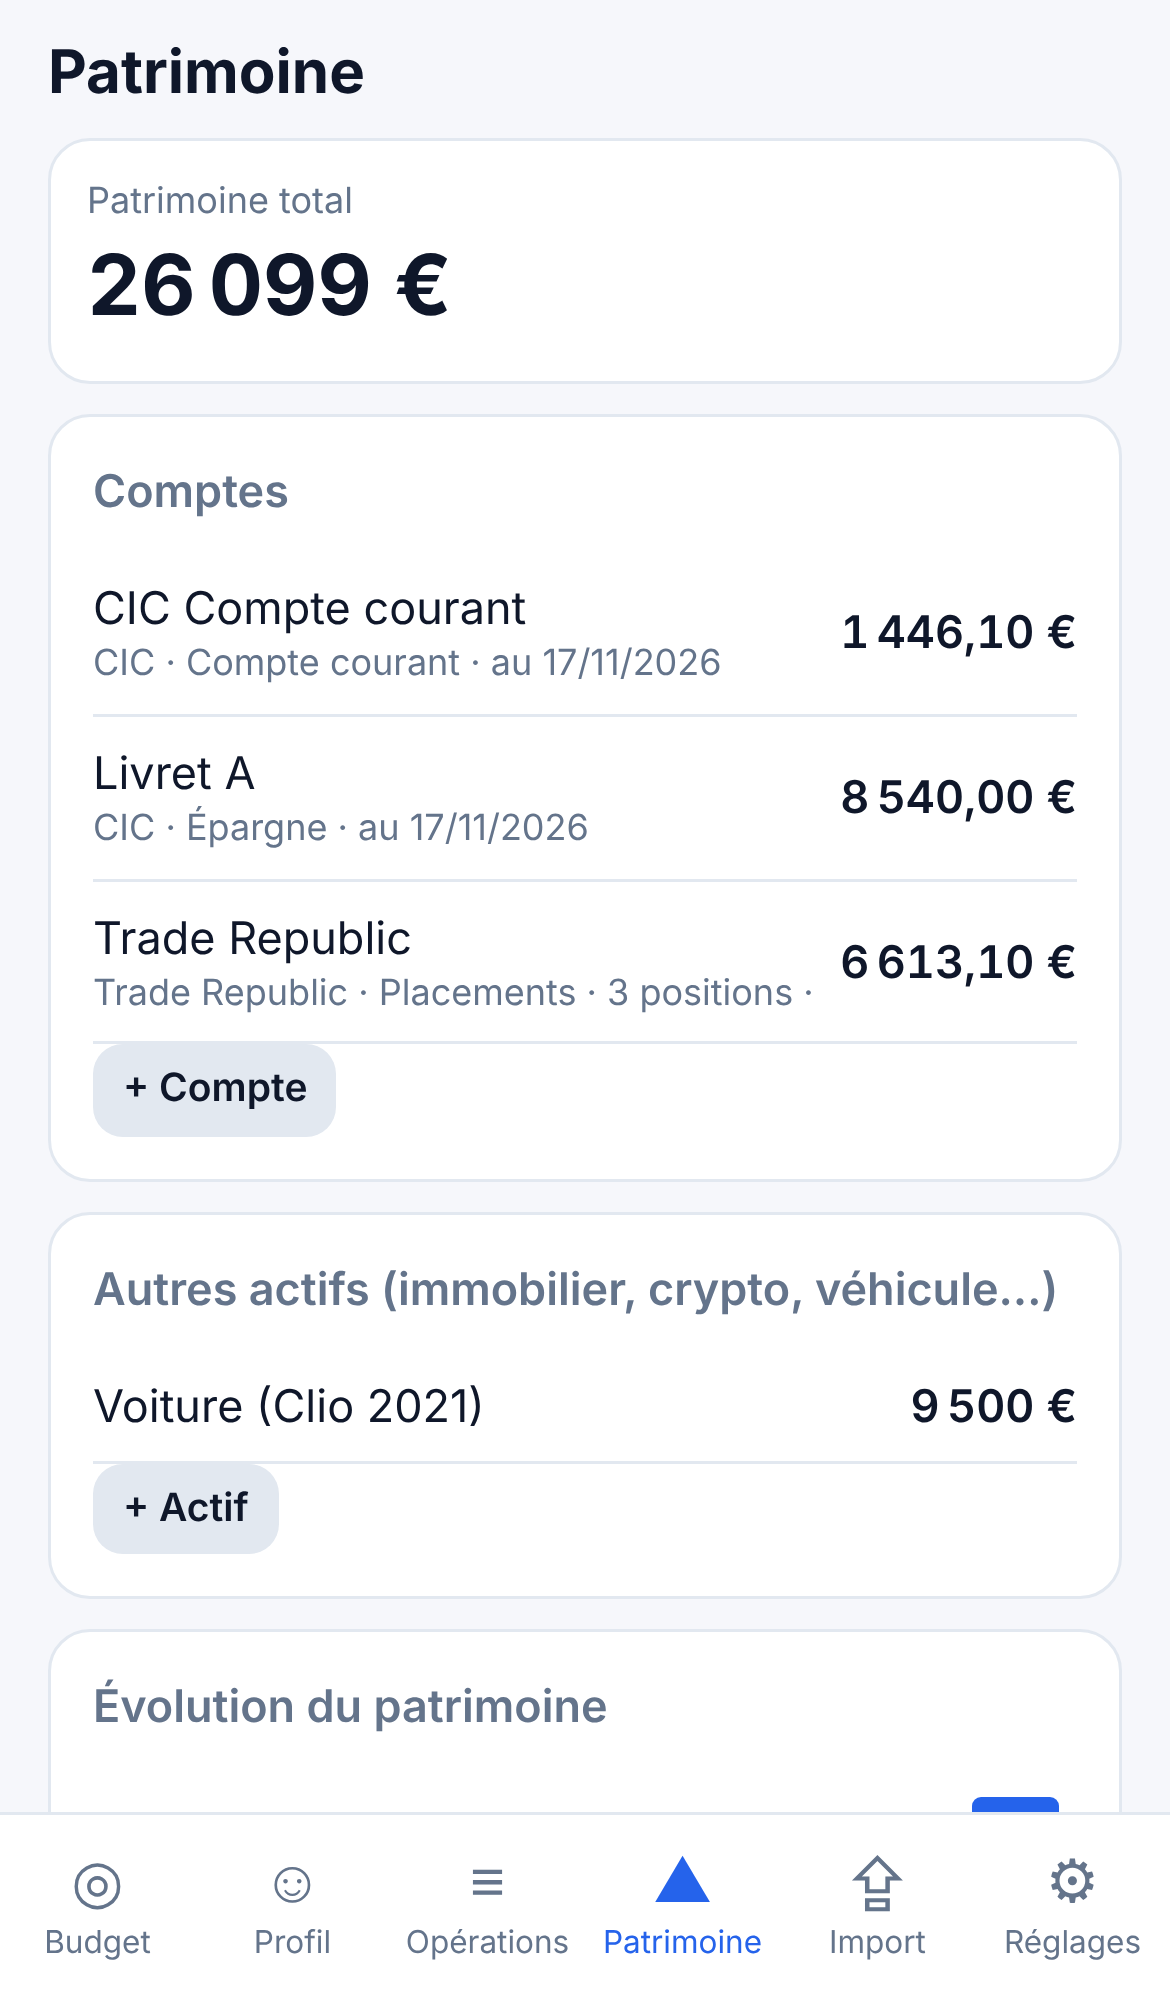 Patrimoine
Patrimoine total
26 099 €
Comptes
CIC Compte courant
1 446,10 €
CIC · Compte courant · au 17/11/2026
Livret A
8 540,00 €
CIC · Épargne · au 17/11/2026
Trade Republic
6 613,10 €
Trade Republic · Placements · 3 positions ·
+ Compte
Autres actifs (immobilier, crypto, véhicule…)
Voiture (Clio 2021)
9 500 €
+ Actif
Évolution du patrimoine
Budget
Profil
Opérations
Patrimoine
Import
Réglages